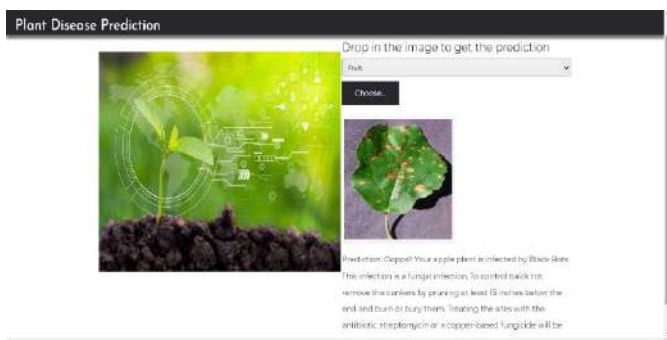 Plant Disease Prediction
Drop in the image to get the prediction
Fruit
Choose...
Prediction: Oopps!! Your apple plant is infected by Black Rots
This infection is a fungal infection. To control balck rot,
remove the cankers by pruning at least 15 inches below the
end and burn or bury them. Treating the sites with the
antibiotic streptomycin or a copper-based fungicide will be